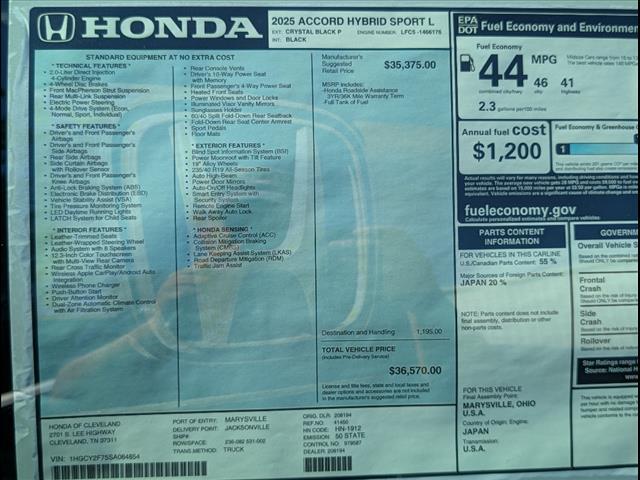 HONDA
2025 ACCORD HYBRID SPORT L
EXT: CRYSTAL BLACK P ENGINE NUMBER: LFC5 -1466176
INT: BLACK
STANDARD EQUIPMENT AT NO EXTRA COST
* TECHNICAL FEATURES *
• 2.0-Liter Direct Injection
4-Cylinder Engine
• 4-Wheel Disc Brakes
• Front MacPherson Strut Suspension
• Rear Multi-Link Suspension
• Electric Power Steering
• 4-Mode Drive System (Econ,
Normal, Sport, Individual)
* SAFETY FEATURES *
• Driver's and Front Passenger's
Airbags
• Driver's and Front Passenger's
Side Airbags
• Rear Side Airbags
• Side Curtain Airbags
with Rollover Sensor
• Driver's and Front Passenger's
Knee Airbags
• Anti-Lock Braking System (ABS)
• Electronic Brake Distribution (EBD)
• Vehicle Stability Assist (VSA)
• Tire Pressure Monitoring System
• LED Daytime Running Lights
• LATCH System for Child Seats
* INTERIOR FEATURES *
• Leather-Trimmed Seats
• Leather-Wrapped Steering Wheel
• Audio System with 8 Speakers
• 12.3-Inch Color Touchscreen
with Multi-View Rear Camera
• Rear Cross Traffic Monitor
• Wireless Apple CarPlay/Android Auto
Integration
• Wireless Phone Charger
• Push-Button Start
• Driver Attention Monitor
• Dual-Zone Automatic Climate Control
with Air Filtration System
• Rear Console Vents
• Driver's 10-Way Power Seat
with Memory
• Front Passenger's 4-Way Power Seat
• Heated Front Seats
• Power Windows and Door Locks
• Illuminated Visor Vanity Mirrors
• Sunglasses Holder
• 60/40 Split Fold-Down Rear Seatback
• Fold-Down Rear Seat Center Armrest
• Sport Pedals
• Floor Mats
* EXTERIOR FEATURES *
• Blind Spot Information System (BSI)
• Power Moonroof with Tilt Feature
• 19" Alloy Wheels
• 235/40 R19 All-Season Tires
• Auto High-Beam
• Power Door Mirrors
• Auto-On/Off Headlights
• Smart Entry System with
Security System
• Remote Engine Start
• Walk Away Auto Lock
• Rear Spoiler
* HONDA SENSING *
• Adaptive Cruise Control (ACC)
• Collision Mitigation Braking
System (CMBS)
• Lane Keeping Assist System (LKAS)
• Road Departure Mitigation (RDM)
• Traffic Jam Assist
Manufacturer's
Suggested
Retail Price
$35,375.00
MSRP Includes:
-Honda Roadside Assistance
3YR/36K Mile Warranty Term
-Full Tank of Fuel
Destination and Handling 1,195.00
TOTAL VEHICLE PRICE
(includes Pre-Delivery Service)
$36,570.00
License and title fees, state and local taxes and
dealer options and accessories are not included
in the manufacturer's suggested retail price.
HONDA OF CLEVELAND
2701 S. LEE HIGHWAY
CLEVELAND, TN 37311
VIN: 1HGCY2F75SA084854
PORT OF ENTRY: MARYSVILLE
DELIVERY POINT: JACKSONVILLE
SHIP#
ROW/SPACE: 236-082 531-002
TRANS.METHOD: TRUCK
ORIG. DLR: 208194
REF. NO: 41450
HN-1912
EMISSION: 50 STATE
CONTROL NO: 979587
DEALER: 208194
EPA
DOT
Fuel Economy and Environmen
Fuel Economy
44 MPG
combined city/hwy
46
city
41
highway
2.3 gallons per 100 miles
Annual fuel cost
$1,200
Fuel Economy & Greenhouse
1
fueleconomy.gov
Calculate personalized estimates and compare vehicles
PARTS CONTENT
INFORMATION
FOR VEHICLES IN THIS CARLINE
U.S./Canadian Parts Content: 55 %
Major Sources of Foreign Parts Content:
JAPAN 20 %
NOTE: Parts content does not include
final assembly, distribution or other
non-parts costs.
FOR THIS VEHICLE
Final Assembly Point:
MARYSVILLE, OHIO
U.S.A.
Country of Origin: Engine:
JAPAN
Transmission:
U.S.A.
GOVERNM
Overall Vehicle S
Frontal
Crash
Side
Crash
Rollover
Star Ratings range
Source: National H